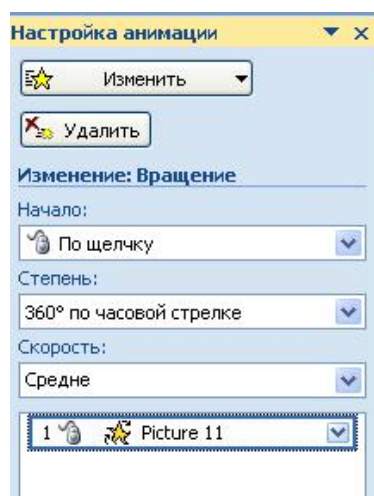 Настройка анимации
Изменить
Удалить
Изменение: Вращение
Начало:
По щелчку
Степень:
360° по часовой стрелке
Скорость:
Средне
1 Picture 11